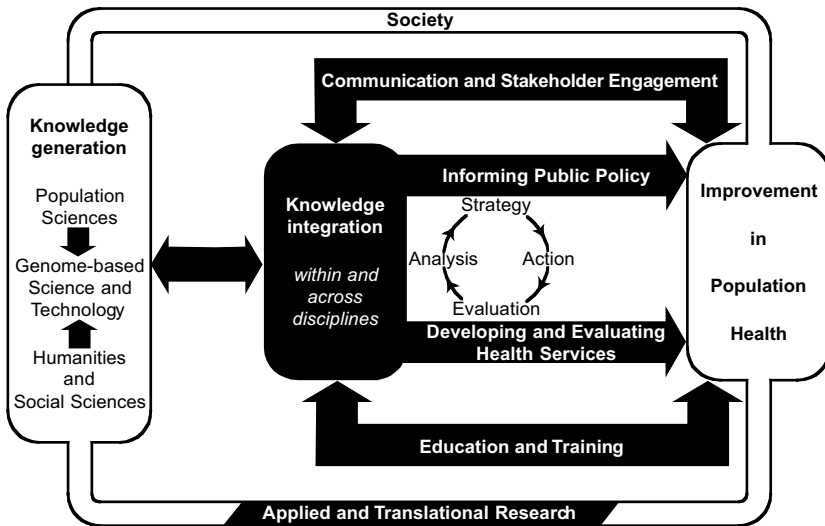 Society
Communication and Stakeholder Engagement
Knowledge
generation
Population
Sciences
Genome-based
Science and
Technology
Humanities
and
Social Sciences
Knowledge
integration
within and
across
disciplines
Informing Public Policy
Strategy
Analysis
Action
Evaluation
Developing and Evaluating
Health Services
Improvement
in
Population
Health
Education and Training
Applied and Translational Research